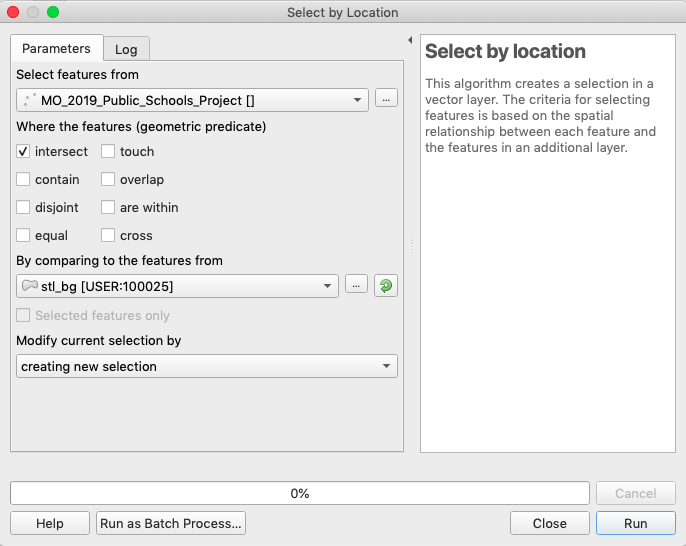 Select by Location
Parameters
Log
Select features from
MO_2019_Public_Schools_Project []
...
Where the features (geometric predicate)
intersect
touch
contain
overlap
disjoint
are within
equal
cross
By comparing to the features from
stl_bg [USER:100025]
...
Selected features only
Modify current selection by
creating new selection
Select by location
This algorithm creates a selection in a
vector layer. The criteria for selecting
features is based on the spatial
relationship between each feature and
the features in an additional layer.
0%
Cancel
Help
Run as Batch Process...
Close
Run